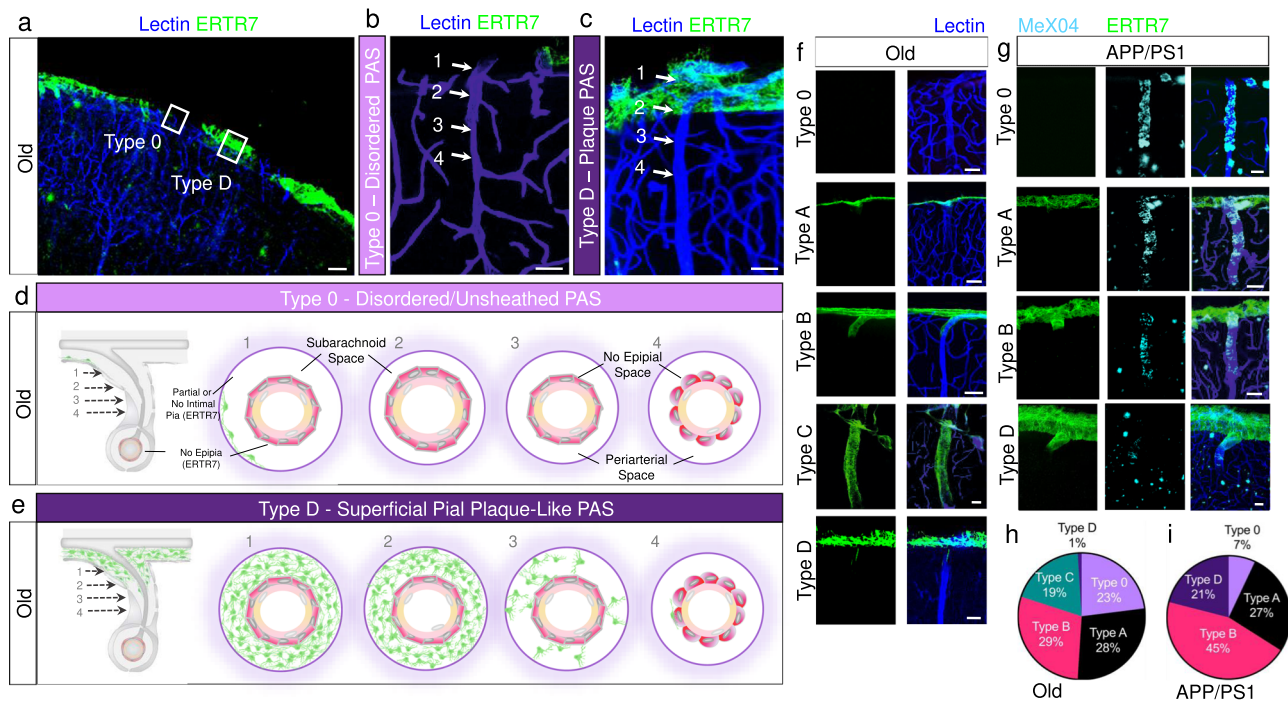 a
Lectin ERTR7
Old
Type 0
Type D
b
Lectin ERTR7
Type 0 – Disordered PAS
1
2
3
4
c
Lectin ERTR7
Type D – Plaque PAS
1
2
3
4
d
Type 0 - Disordered/Unsheathed PAS
Old
1
2
3
4
1
2
3
4
Subarachnoid
Space
No Epipial
Space
Partial or
No Intimal
Pia (ERTR7)
No Epipia
(ERTR7)
Periarterial
Space
e
Type D - Superficial Pial Plaque-Like PAS
Old
1
2
3
4
1
2
3
4
Lectin MeX04 ERTR7
f
Old
Type 0
Type A
Type B
Type C
Type D
g
APP/PS1
Type 0
Type A
Type B
Type D
h
Type D
1%
Type C
19%
Type 0
23%
Type B
29%
Type A
28%
Old
i
Type 0
7%
Type D
21%
Type A
27%
Type B
45%
APP/PS1